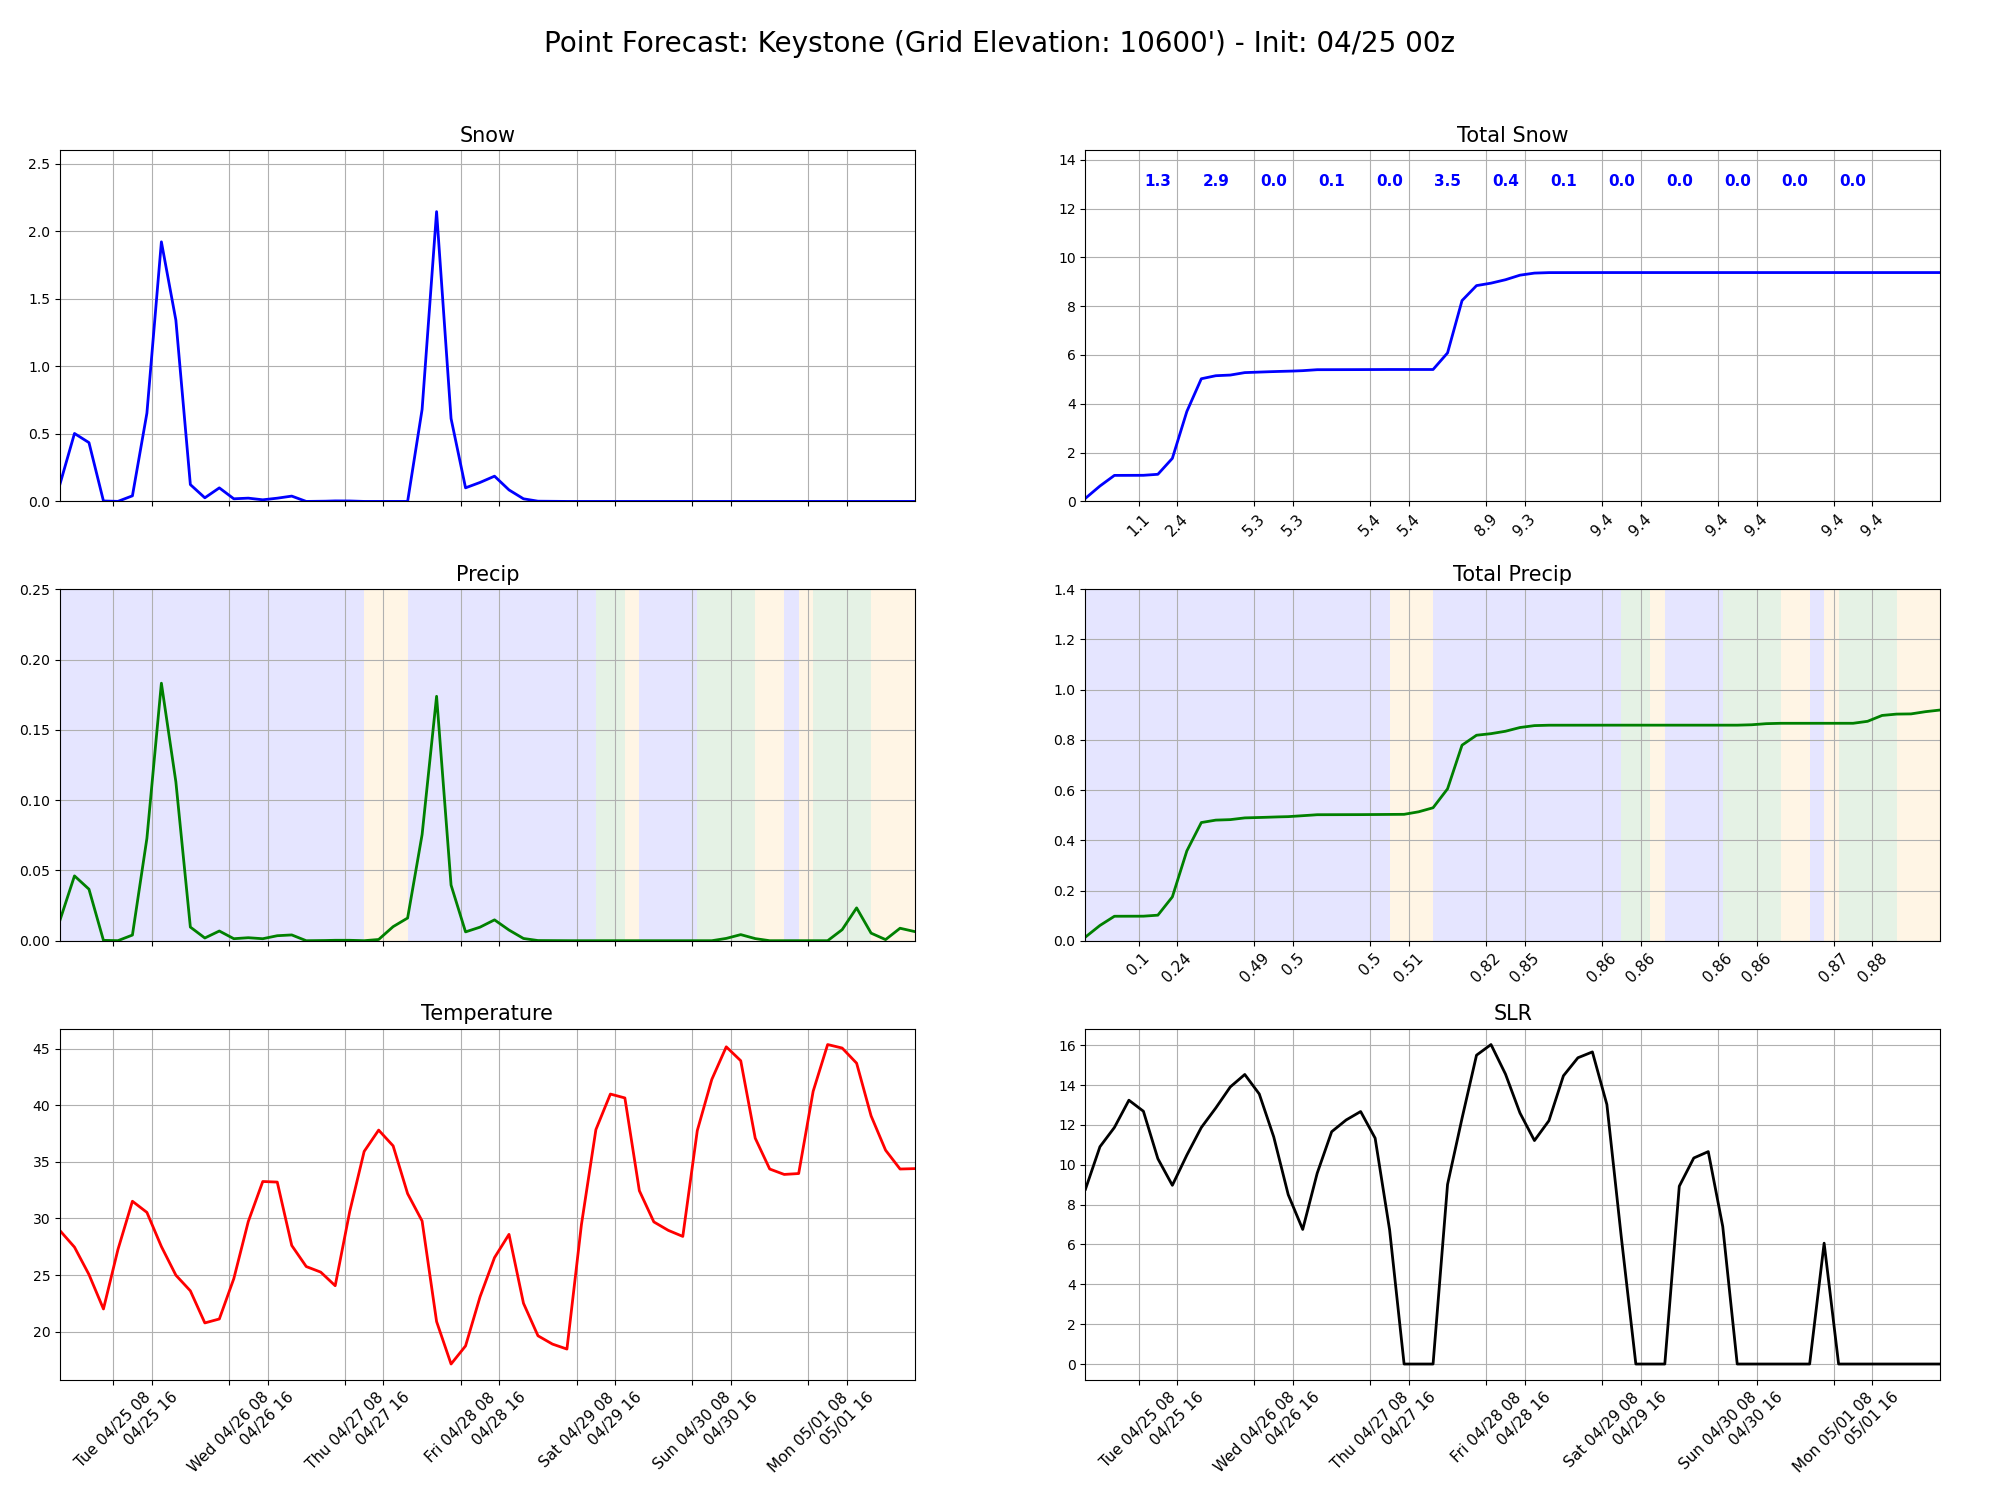 Point Forecast: Keystone (Grid Elevation: 10600') - Init: 04/25 00z
Snow
2.5
2.0
1.5
1.0
0.5
0.0
Total Snow
1.3 2.9 0.0 0.1 0.0 3.5 0.4 0.1 0.0 0.0 0.0 0.0 0.0
14
12
10
8
6
4
2
0
1.1 2.4 5.3 5.3 5.4 5.4 8.9 9.3 9.4 9.4 9.4 9.4 9.4 9.4
Precip
0.25
0.20
0.15
0.10
0.05
0.00
Total Precip
1.4
1.2
1.0
0.8
0.6
0.4
0.2
0.0
0.1 0.24 0.49 0.5 0.5 0.51 0.82 0.85 0.86 0.86 0.86 0.86 0.87 0.88
Temperature
45
40
35
30
25
20
Tue 04/25 08
04/25 16
Wed 04/26 08
04/26 16
Thu 04/27 08
04/27 16
Fri 04/28 08
04/28 16
Sat 04/29 08
04/29 16
Sun 04/30 08
04/30 16
Mon 05/01 08
05/01 16
SLR
16
14
12
10
8
6
4
2
0
Tue 04/25 08
04/25 16
Wed 04/26 08
04/26 16
Thu 04/27 08
04/27 16
Fri 04/28 08
04/28 16
Sat 04/29 08
04/29 16
Sun 04/30 08
04/30 16
Mon 05/01 08
05/01 16